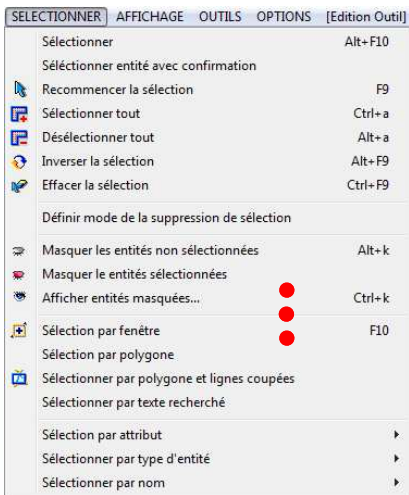 SELECTIONNER AFFICHAGE OUTILS OPTIONS [Edition Outil]
Sélectionner Alt+F10
Séléctionner entité avec confirmation
Recommencer la sélection F9
Sélectionner tout Ctrl+a
Désélectionner tout Alt+a
Inverser la sélection Alt+F9
Effacer la sélection Ctrl+F9
Définir mode de la suppression de sélection
Masquer les entités non sélectionnées Alt+k
Masquer le entités sélectionnées
Afficher entités masquées... Ctrl+k
Sélection par fenêtre F10
Sélection par polygone
Sélectionner par polygone et lignes coupées
Sélectionner par texte recherché
Sélection par attribut
Sélectionner par type d'entité
Sélectionner par nom